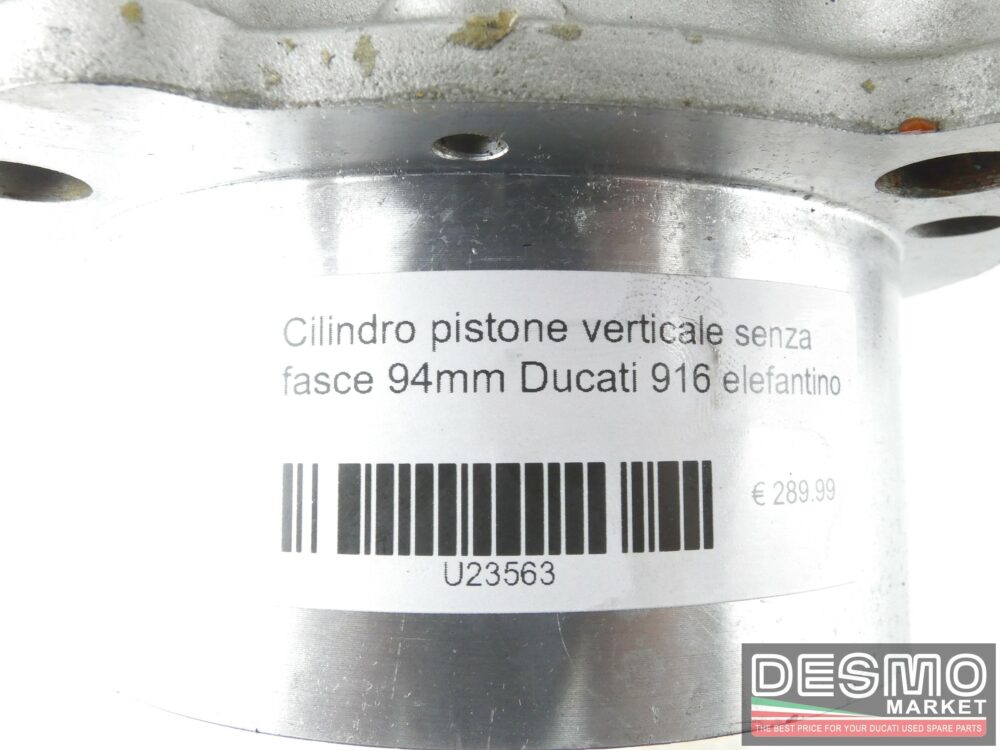 Cilindro pistone verticale senza
fasce 94mm Ducati 916 elefantino
€ 289.99
U23563
DESMO
MARKET
THE BEST PRICE FOR YOUR DUCATI USED SPARE PARTS